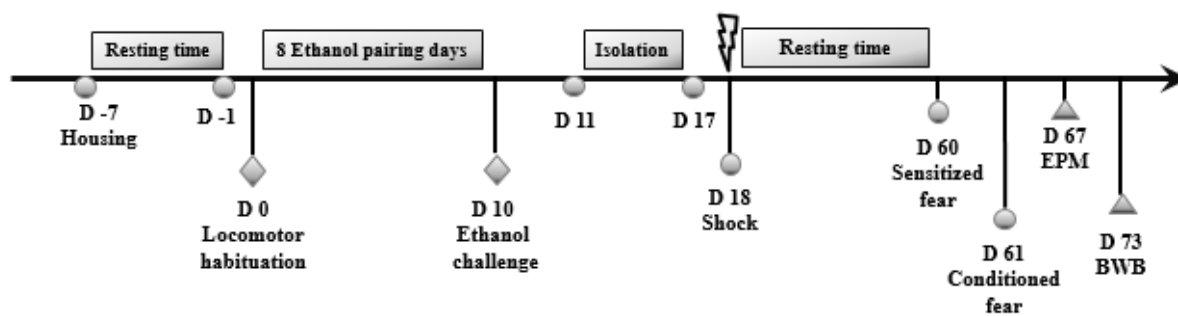 Resting time
8 Ethanol pairing days
Isolation
Resting time
D -7
Housing
D -1
D 0
Locomotor
habituation
D 10
Ethanol
challenge
D 11
D 17
D 18
Shock
D 60
Sensitized
fear
D 61
Conditioned
fear
D 67
EPM
D 73
BWB